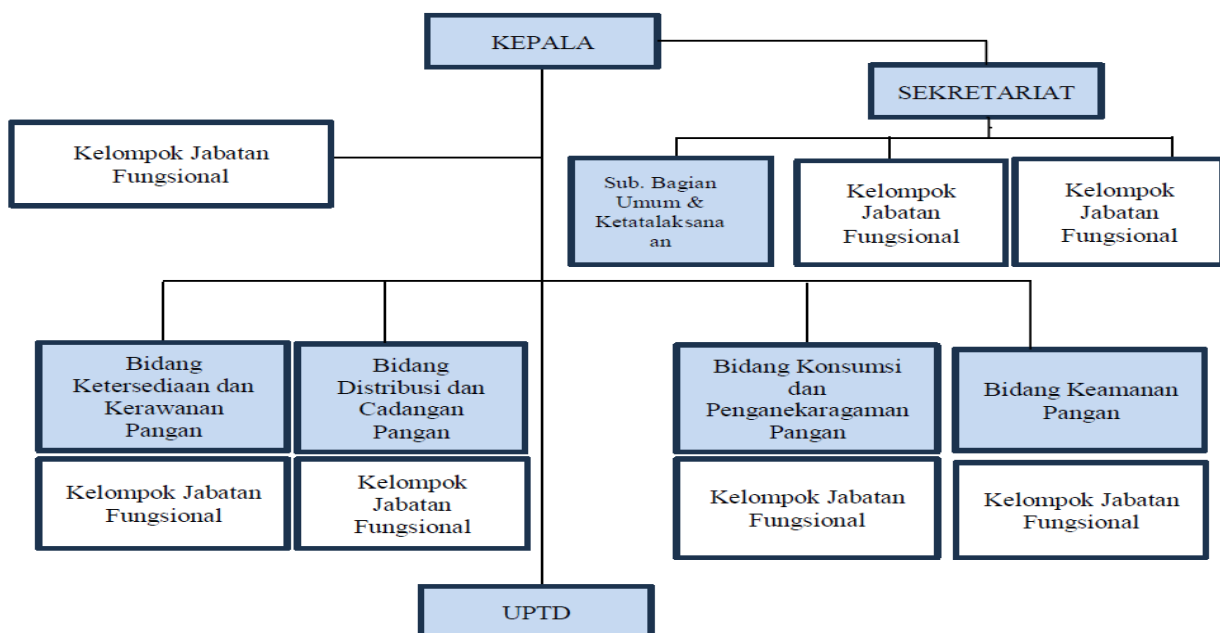 KEPALA
SEKRETARIAT
Kelompok Jabatan
Fungsional
Sub. Bagian
Umum &
Ketatalaksana
an
Kelompok
Jabatan
Fungsional
Kelompok
Jabatan
Fungsional
Bidang
Ketersediaan dan
Kerawanan
Pangan
Bidang
Distribusi dan
Cadangan
Pangan
Bidang Konsumsi
dan
Penganekaragaman
Pangan
Bidang Keamanan
Pangan
Kelompok Jabatan
Fungsional
Kelompok
Jabatan
Fungsional
Kelompok Jabatan
Fungsional
Kelompok Jabatan
Fungsional
UPTD